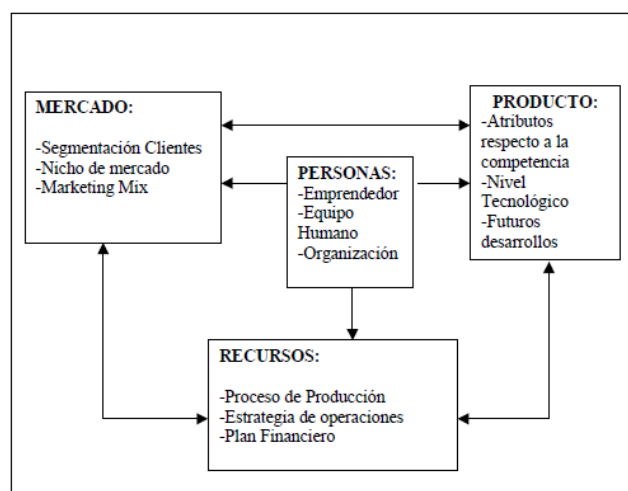 MERCADO:
-Segmentación Clientes
-Nicho de mercado
-Marketing Mix
PRODUCTO:
-Atributos
respecto a la
competencia
-Nivel
Tecnológico
-Futuros
desarrollos
PERSONAS:
-Emprendedor
-Equipo
Humano
-Organización
RECURSOS:
-Proceso de Producción
-Estrategia de operaciones
-Plan Financiero